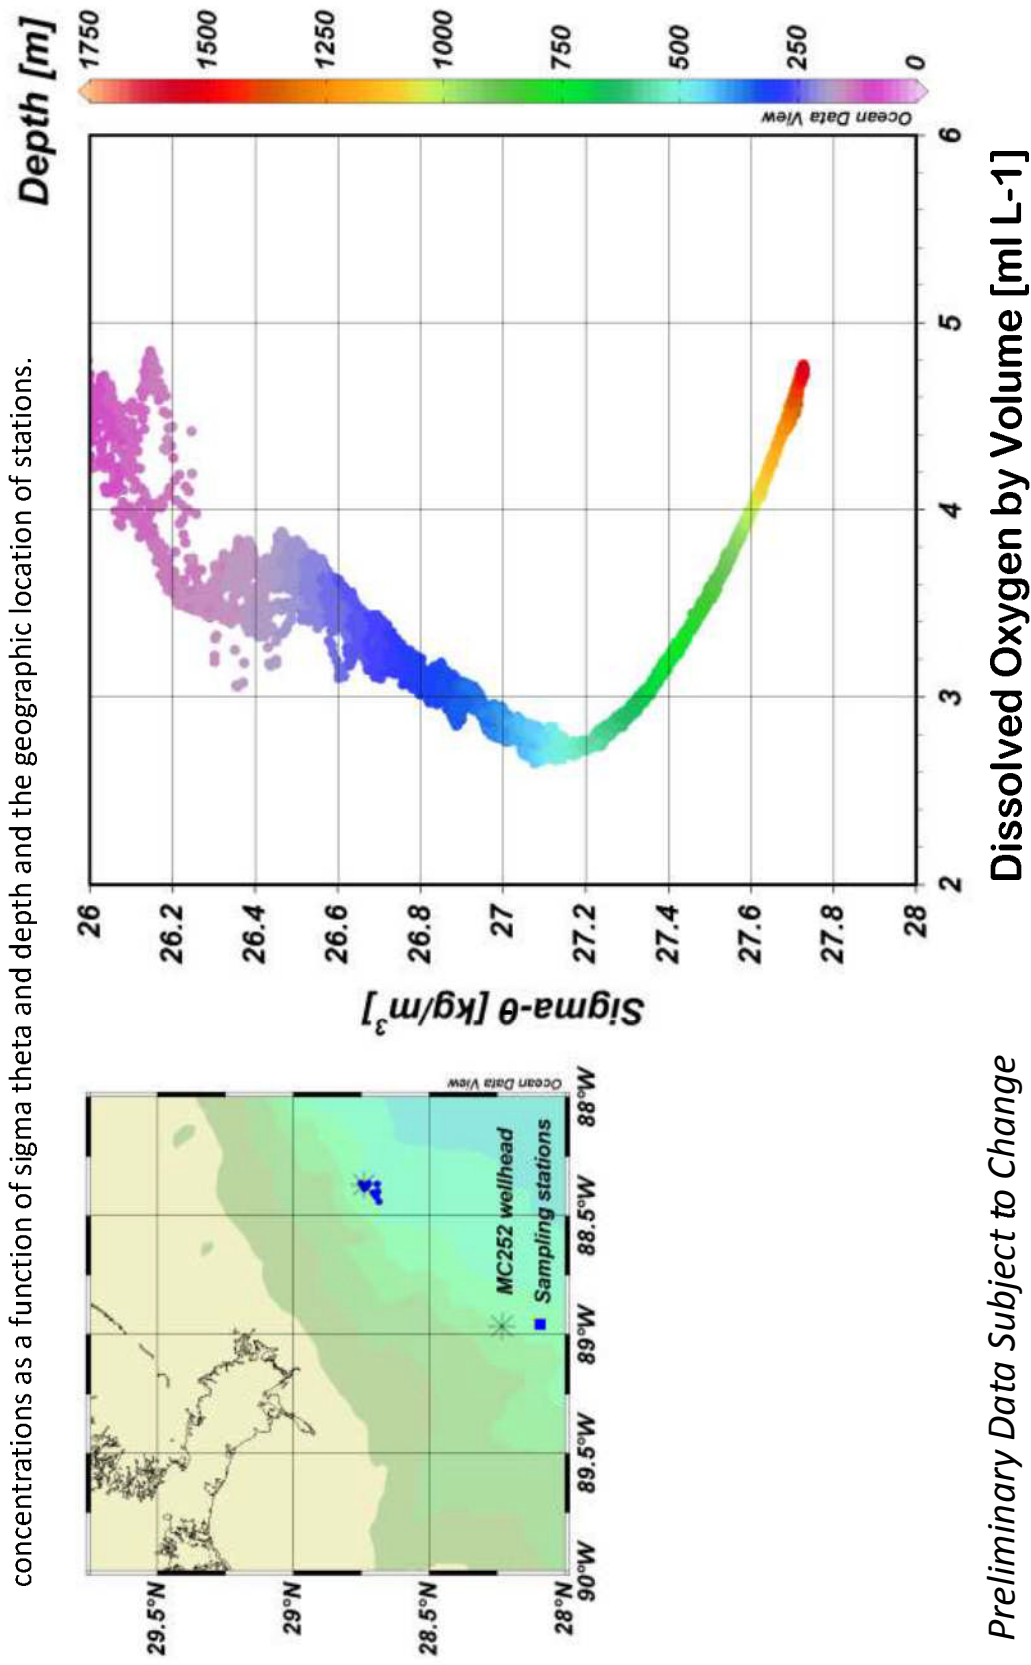 concentrations as a function of sigma theta and depth and the geographic location of stations.
29.5°N
29°N
28.5°N
28°N
90°W
89.5°W
89°W
88.5°W
88°W
MC252 wellhead
Sampling stations
Ocean Data View
Sigma-θ [kg/m³]
26
26.2
26.4
26.6
26.8
27
27.2
27.4
27.6
27.8
28
2
3
4
5
6
Dissolved Oxygen by Volume [ml L-1]
Ocean Data View
Depth [m]
1750
1500
1250
1000
750
500
250
0
Preliminary Data Subject to Change